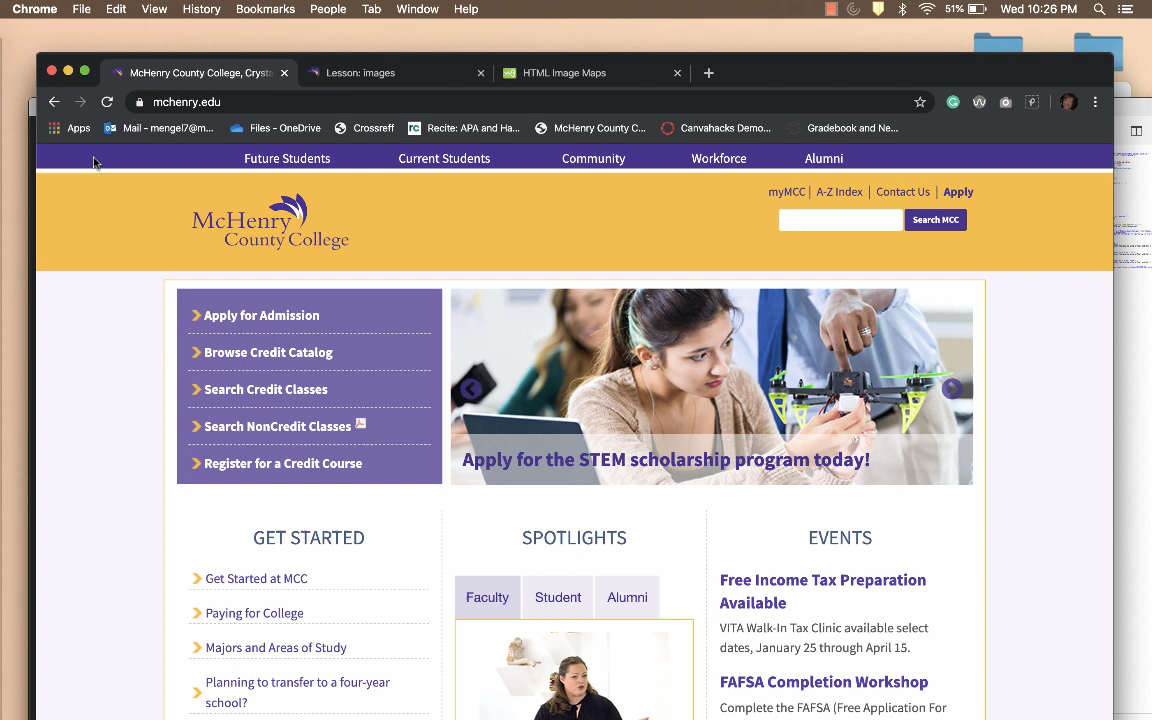 Chrome File Edit View History Bookmarks People Tab Window Help 51% Wed 10:26 PM
McHenry County College, Crysta Lesson: images HTML Image Maps
mchenry.edu
Apps Mail - mengel7@m... Files - OneDrive Crossreff Recite: APA and Ha... McHenry County C... Canvahacks Demo... Gradebook and Ne...
Future Students Current Students Community Workforce Alumni
myMCC | A-Z Index | Contact Us | Apply
McHenry
County College
Search MCC
Apply for Admission
Browse Credit Catalog
Search Credit Classes
Search NonCredit Classes
Register for a Credit Course
Apply for the STEM scholarship program today!
GET STARTED
Get Started at MCC
Paying for College
Majors and Areas of Study
Planning to transfer to a four-year
school?
SPOTLIGHTS
Faculty Student Alumni
EVENTS
Free Income Tax Preparation
Available
VITA Walk-In Tax Clinic available select
dates, January 25 through April 15.
FAFSA Completion Workshop
Complete the FAFSA (Free Application For